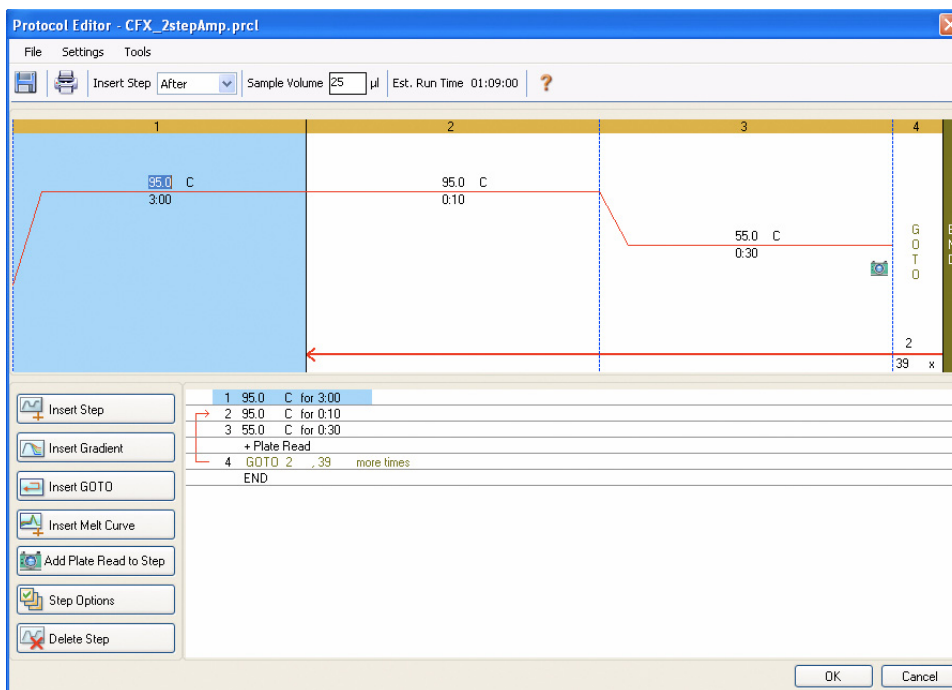 Protocol Editor - CFX_2stepAmp.prcl
File Settings Tools
Insert Step After Sample Volume 25 µl Est. Run Time 01:09:00 ?
1 2 3 4
95.0 C
3:00
95.0 C
0:10
55.0 C
0:30
G
O
T
O
E
N
D
2
39 x
Insert Step
Insert Gradient
Insert GOTO
Insert Melt Curve
Add Plate Read to Step
Step Options
Delete Step
1 95.0 C for 3:00
2 95.0 C for 0:10
3 55.0 C for 0:30
+ Plate Read
4 GOTO 2 , 39 more times
END
OK Cancel